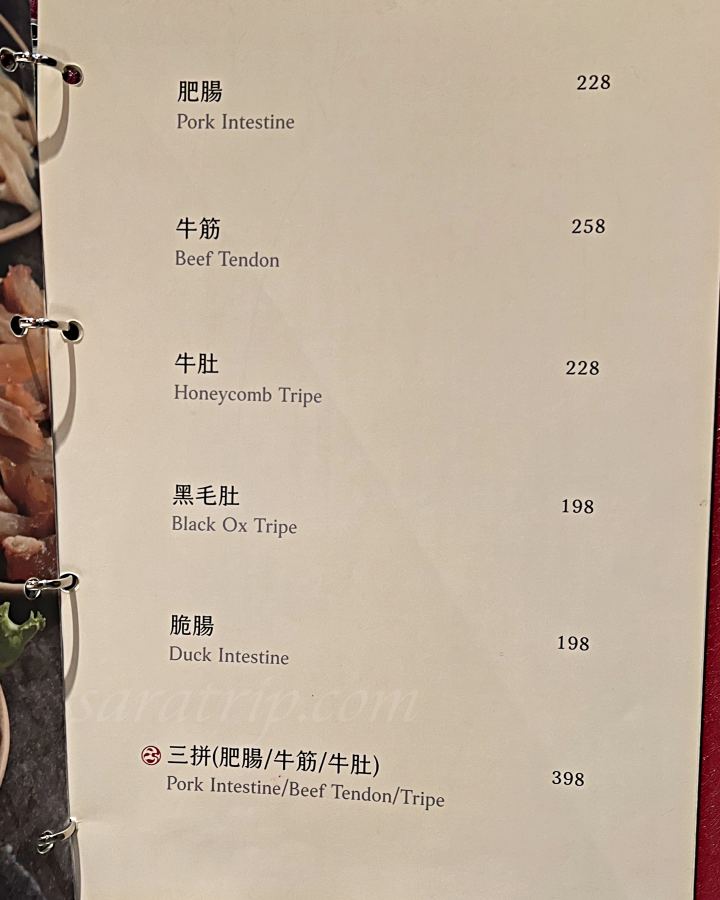 肥腸
228
Pork Intestine
牛筋
258
Beef Tendon
牛肚
228
Honeycomb Tripe
黑毛肚
198
Black Ox Tripe
脆腸
198
Duck Intestine
saratrip.com
三拼(肥腸/牛筋/牛肚)
398
Pork Intestine/Beef Tendon/Tripe